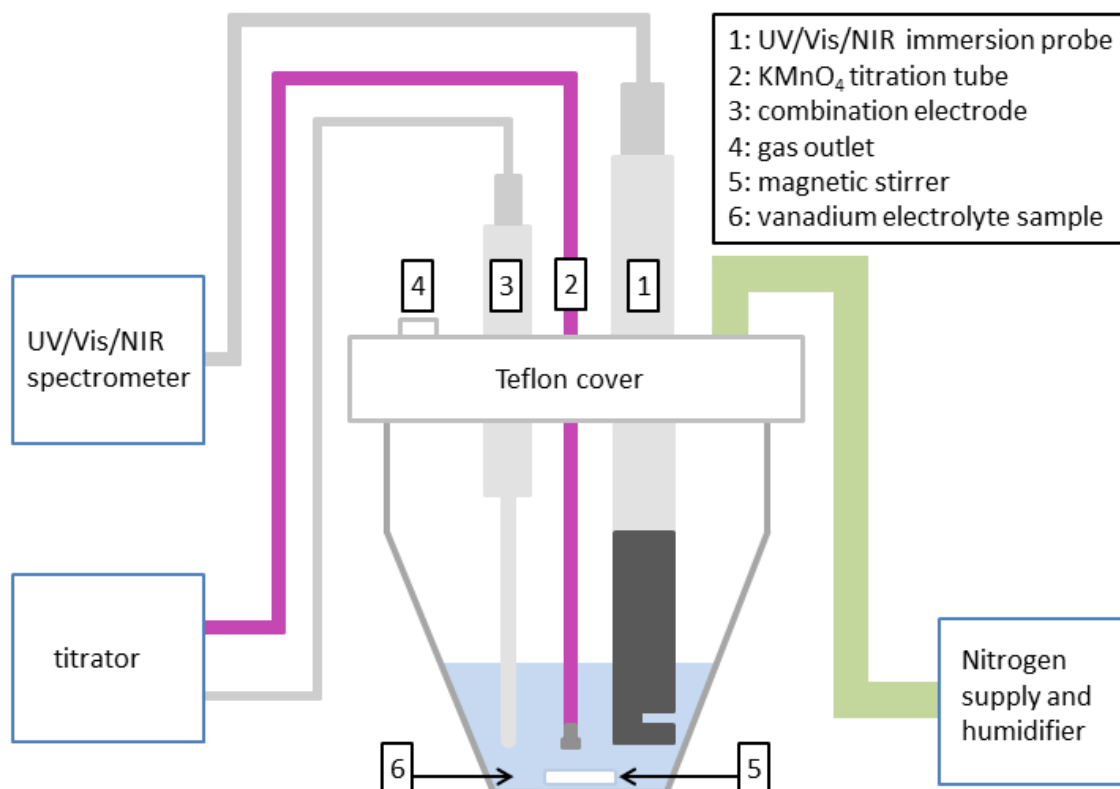 1: UV/Vis/NIR immersion probe
2: KMnO₄ titration tube
3: combination electrode
4: gas outlet
5: magnetic stirrer
6: vanadium electrolyte sample
4
3
2
1
UV/Vis/NIR
spectrometer
Teflon cover
titrator
Nitrogen
supply and
humidifier
6
5